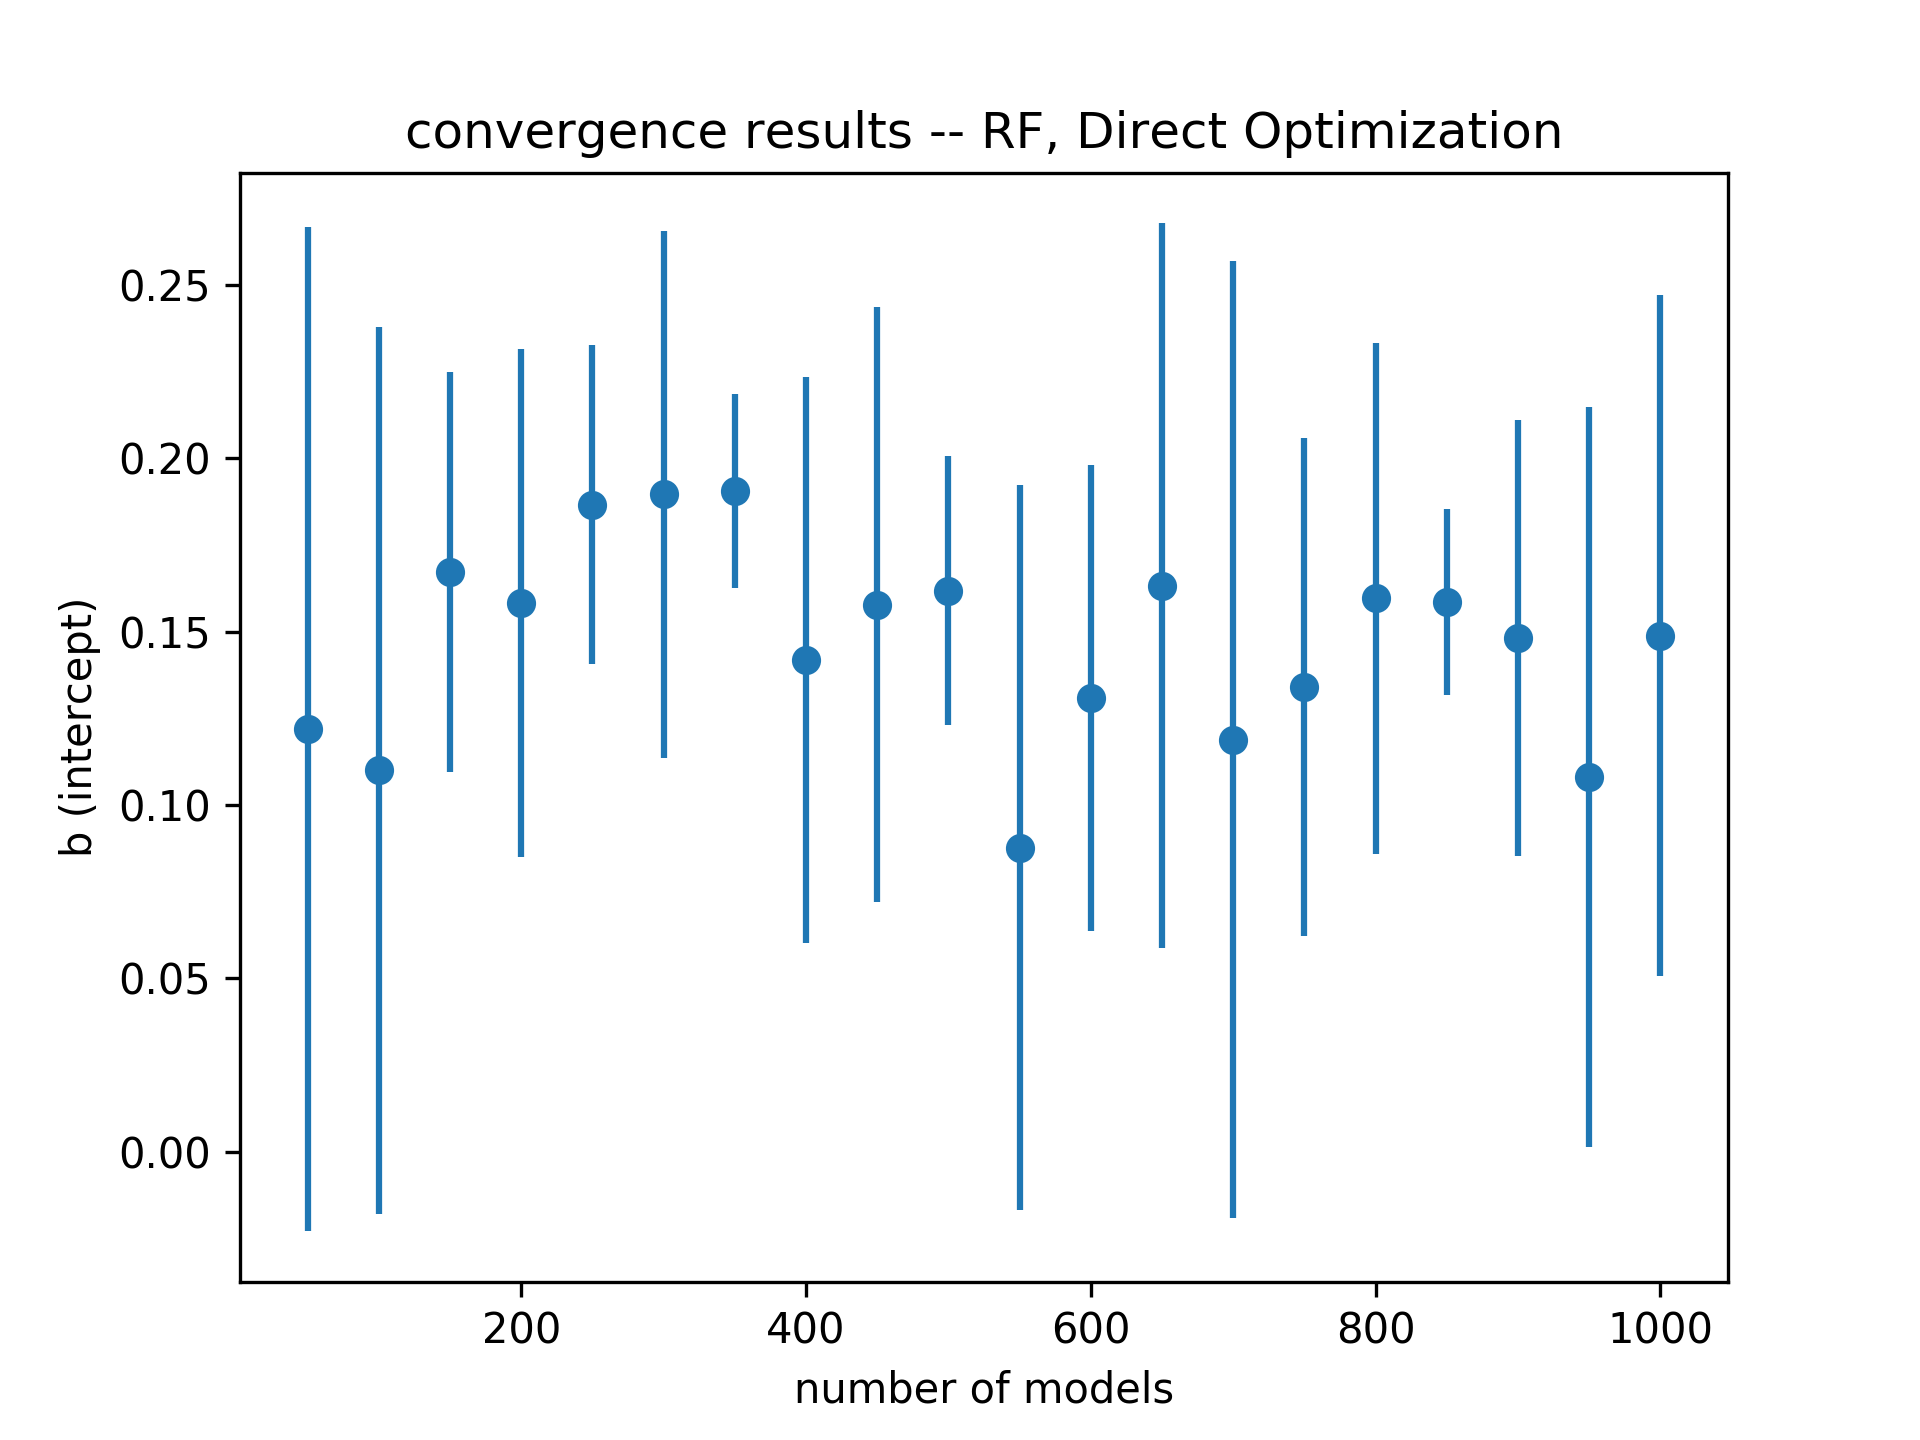 convergence results -- RF, Direct Optimization
0.25
0.20
0.15
0.10
0.05
0.00
b (intercept)
200 400 600 800 1000
number of models